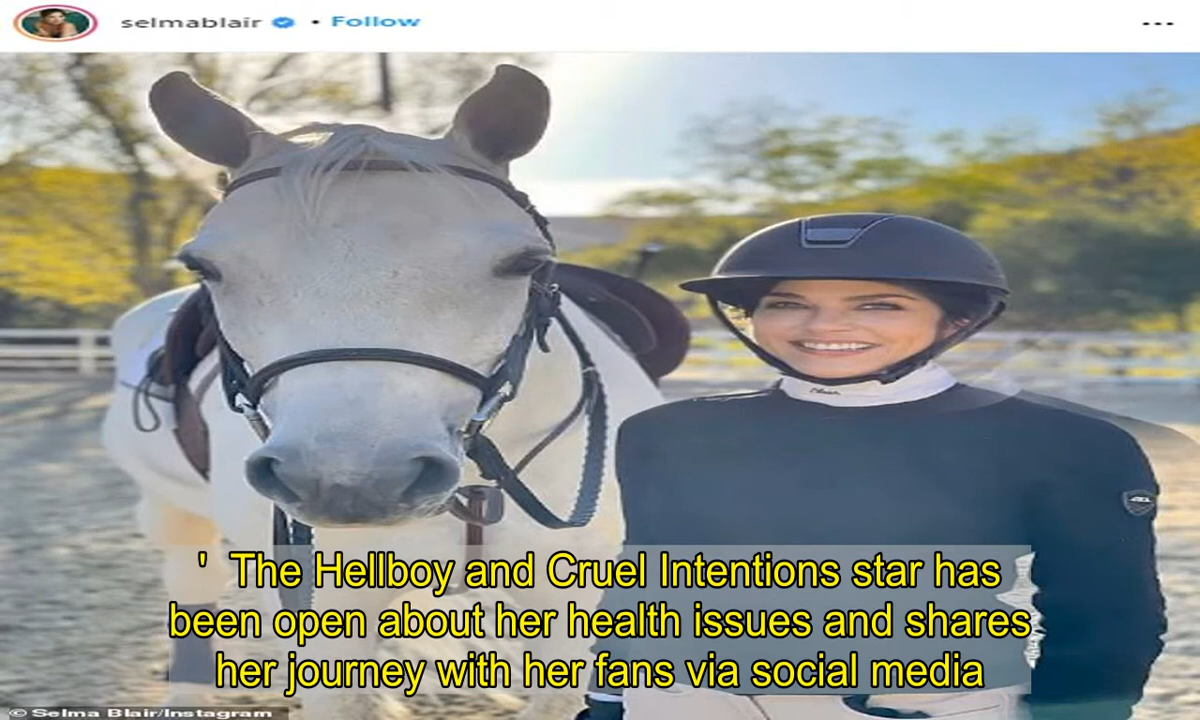 selmablair • Follow
' The Hellboy and Cruel Intentions star has
been open about her health issues and shares
her journey with her fans via social media
© Selma Blair/Instagram